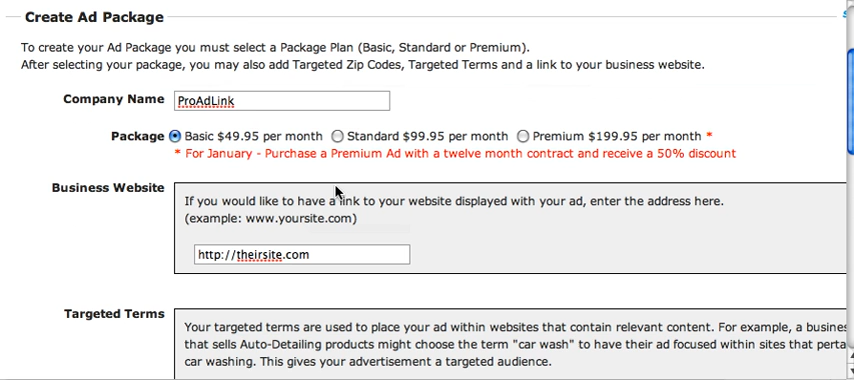 Create Ad Package
To create your Ad Package you must select a Package Plan (Basic, Standard or Premium).
After selecting your package, you may also add Targeted Zip Codes, Targeted Terms and a link to your business website.
Company Name ProAdLink
Package Basic $49.95 per month Standard $99.95 per month Premium $199.95 per month *
* For January - Purchase a Premium Ad with a twelve month contract and receive a 50% discount
Business Website
If you would like to have a link to your website displayed with your ad, enter the address here.
(example: www.yoursite.com)
http://theirsite.com
Targeted Terms
Your targeted terms are used to place your ad within websites that contain relevant content. For example, a busines
that sells Auto-Detailing products might choose the term "car wash" to have their ad focused within sites that perta
car washing. This gives your advertisement a targeted audience.